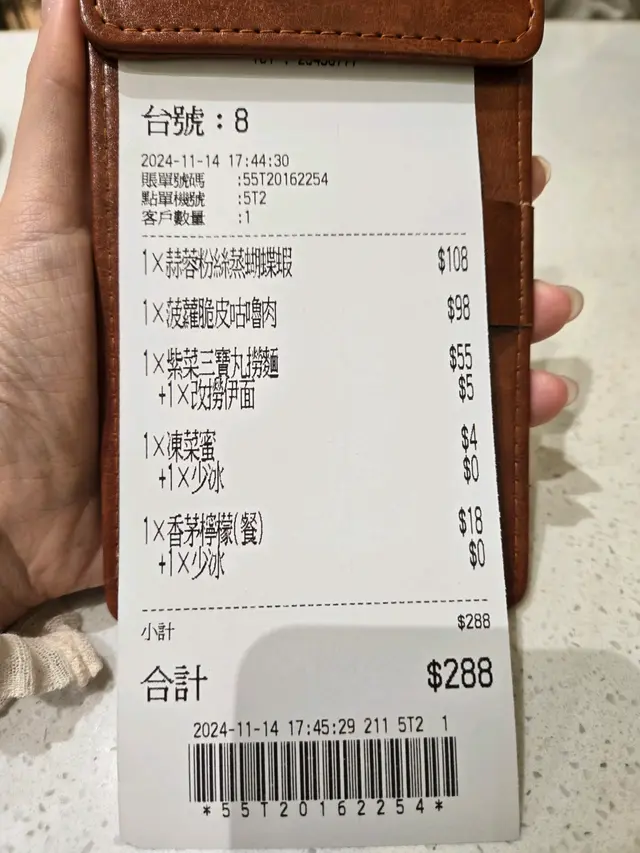 台號：8
2024-11-14 17:44:30
賬單號碼 :55T20162254
點單機號 :5T2
客戶數量 :1
1×蒜蓉粉絲蒸蝴蝶蝦 $108
1×菠蘿脆皮咕嚕肉 $98
1×紫菜三寶丸撈麵 $55
+1×改撈伊面 $5
1×凍菜蜜 $4
+1×少冰 $0
1×香茅檸檬(餐) $18
+1×少冰 $0
小計 $288
合計 $288
2024-11-14 17:45:29 211 5T2 1
*55T20162254*